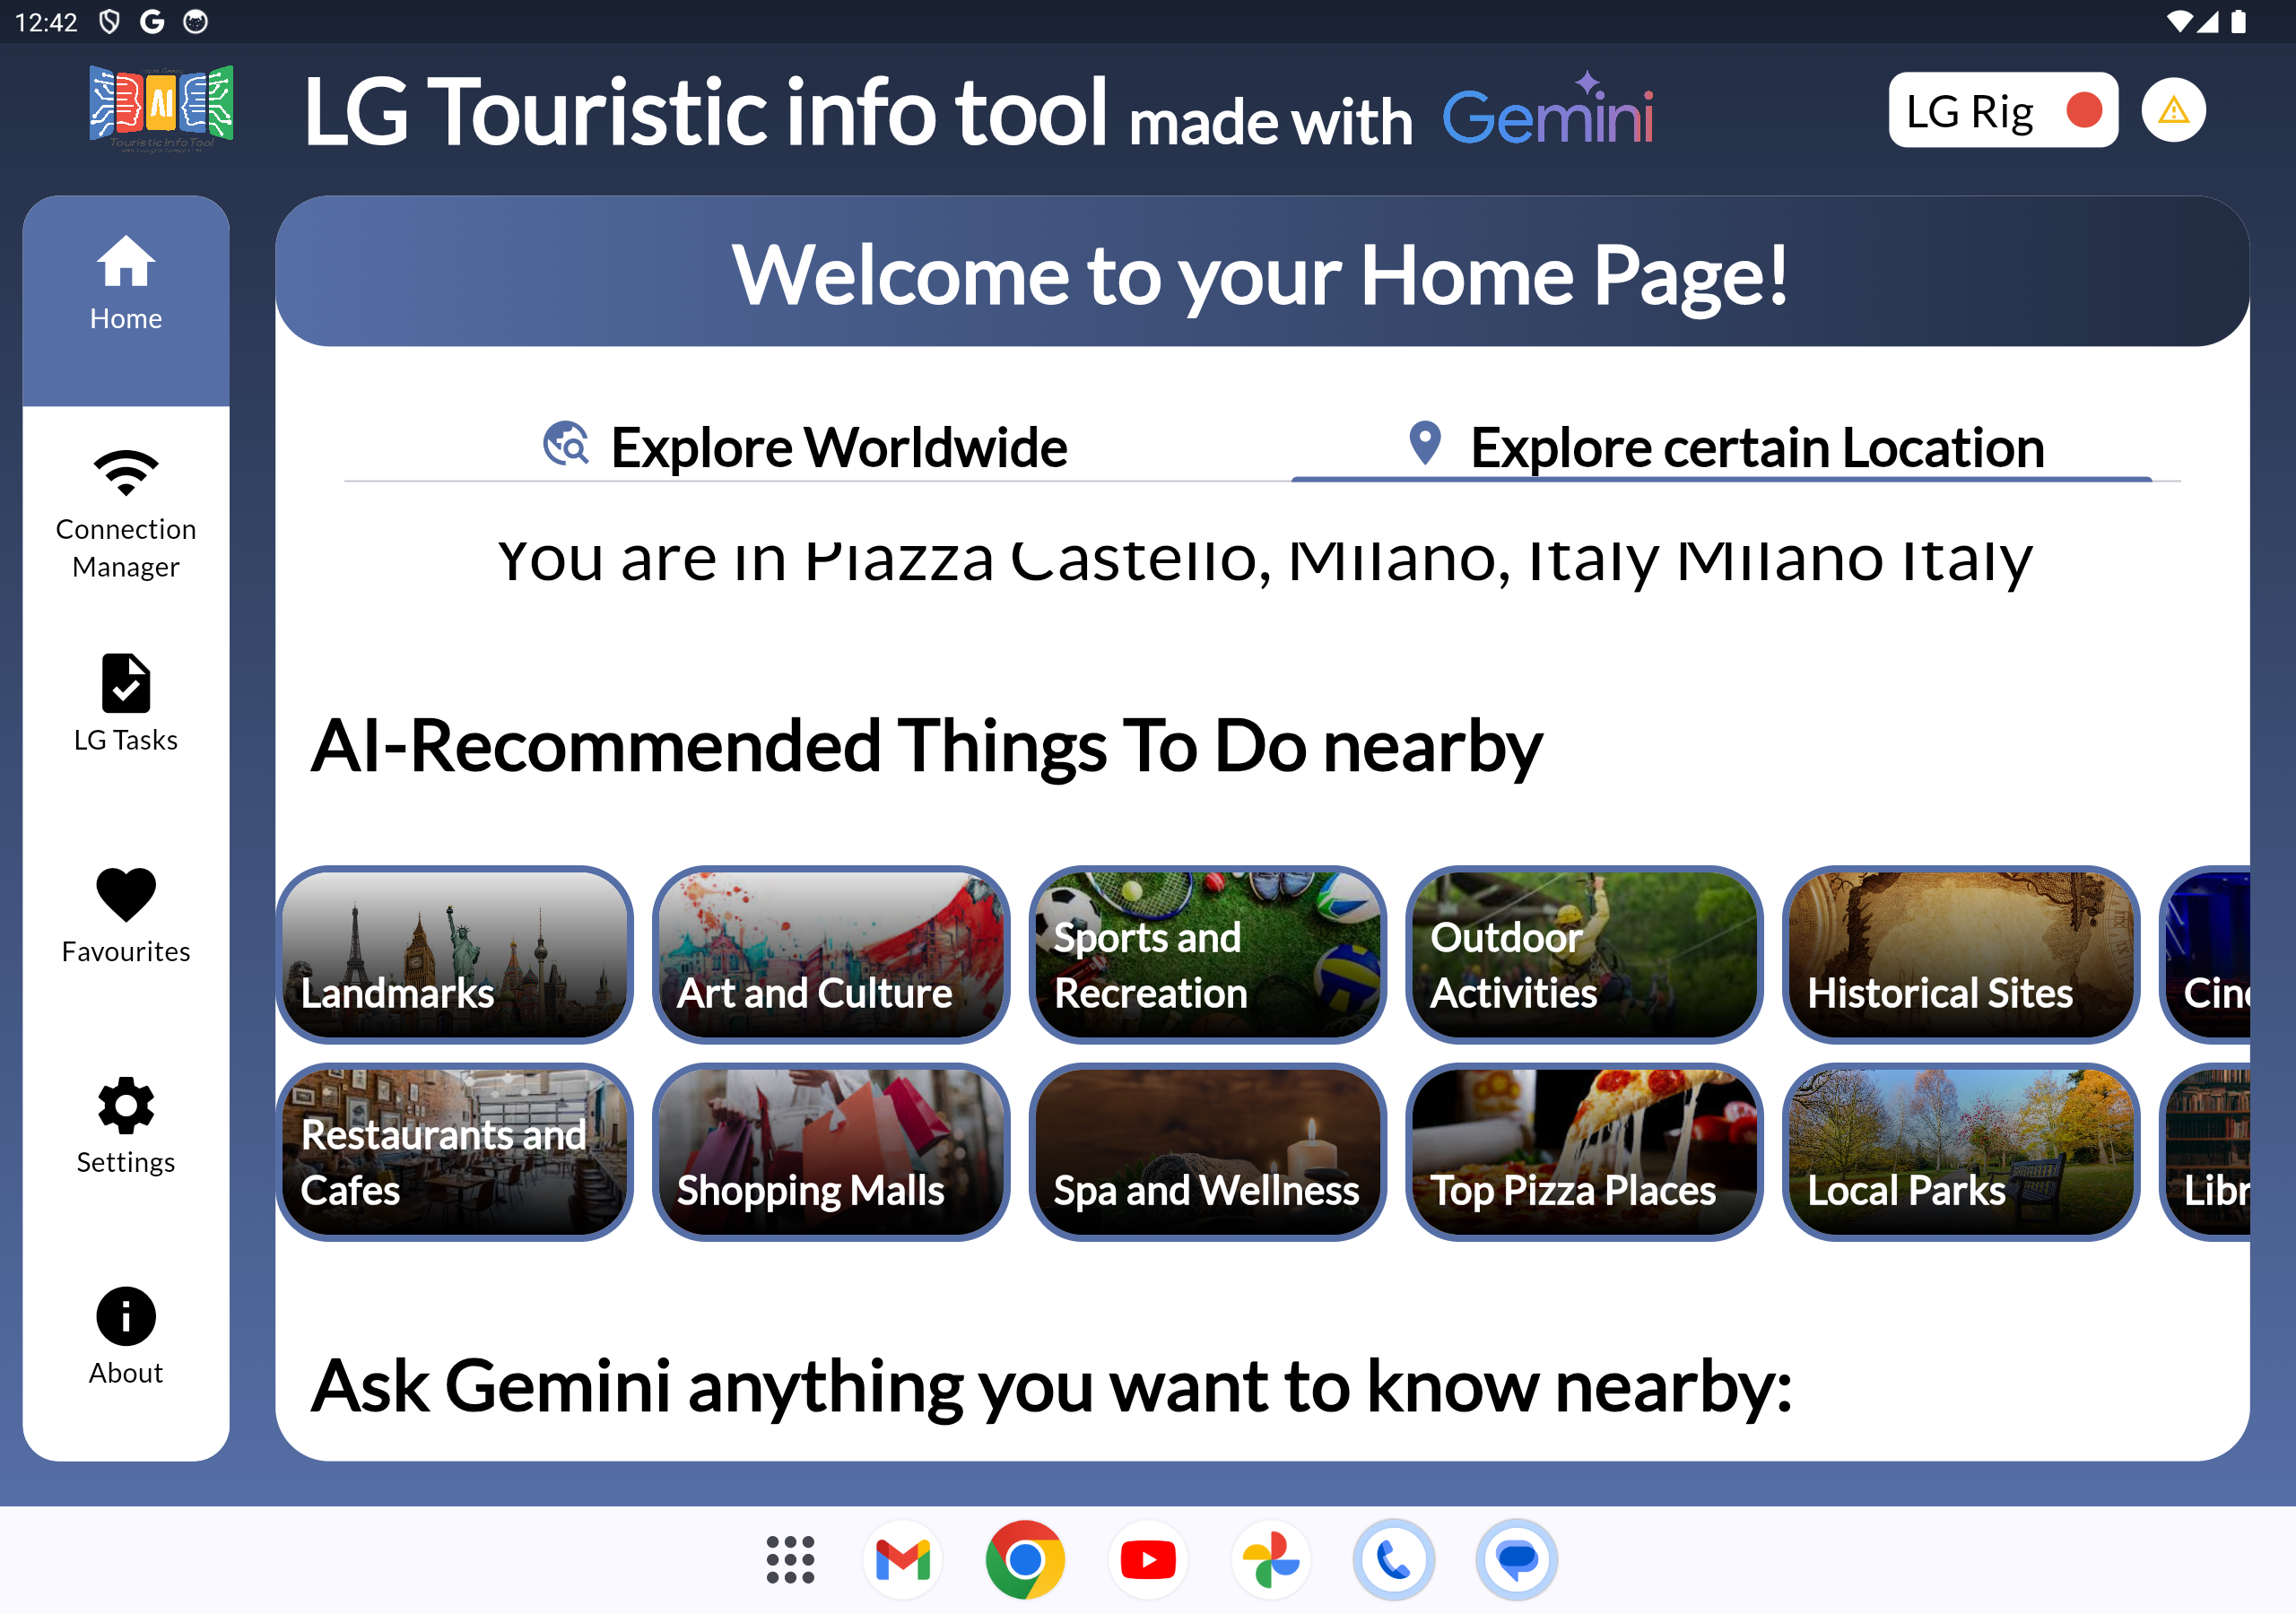 12:42
AI
Touristic Info Tool
LG Touristic info tool made with Gemini
LG Rig
Home
Connection
Manager
LG Tasks
Favourites
Settings
About
Welcome to your Home Page!
Explore Worldwide
Explore certain Location
You are in Piazza Castello, Milano, Italy Milano Italy
AI-Recommended Things To Do nearby
Landmarks
Art and Culture
Sports and
Recreation
Outdoor
Activities
Historical Sites
Restaurants and
Cafes
Shopping Malls
Spa and Wellness
Top Pizza Places
Local Parks
Ask Gemini anything you want to know nearby: